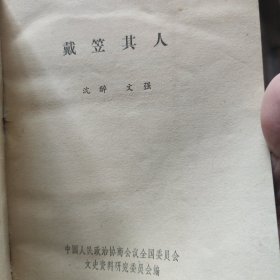 戴笠其人
沈醉 文强
中国人民政治协商会议全国委员会
文史资料研究委员会编